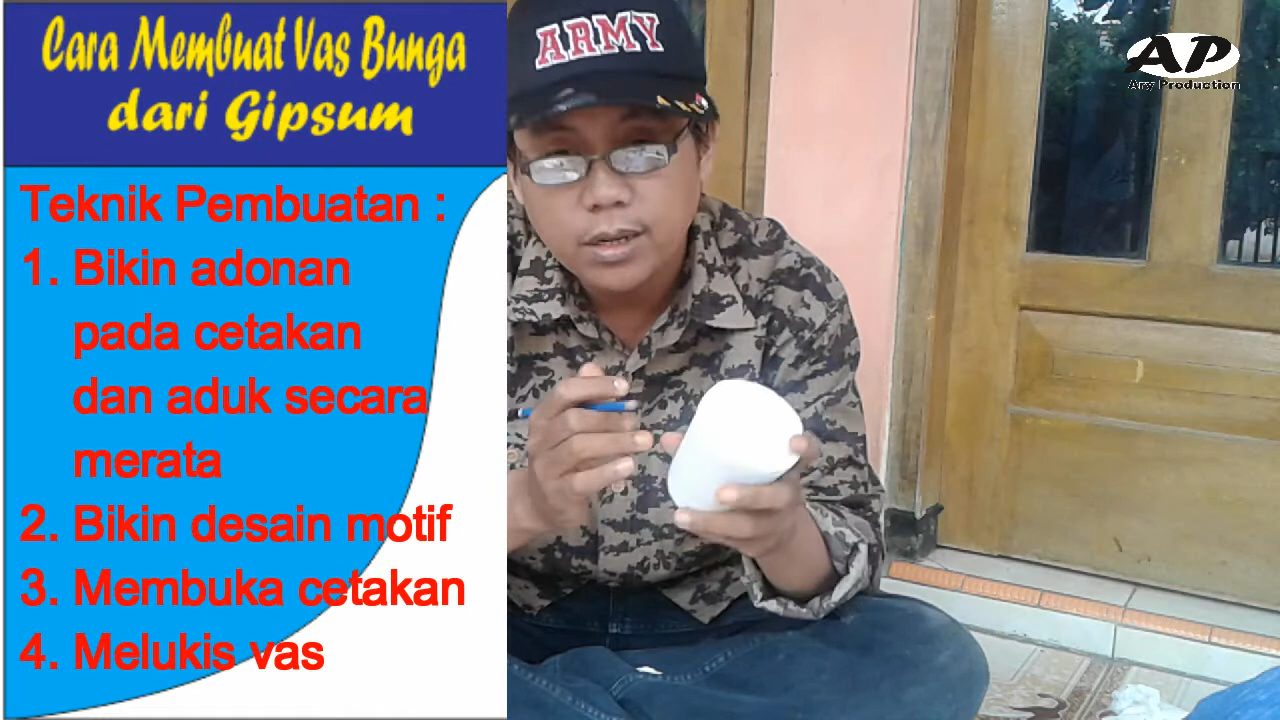 Cara Membuat Vas Bunga
dari Gipsum
Teknik Pembuatan :
1. Bikin adonan
pada cetakan
dan aduk secara
merata
2. Bikin desain motif
3. Membuka cetakan
4. Melukis vas
ARMY
AP
Ary Production